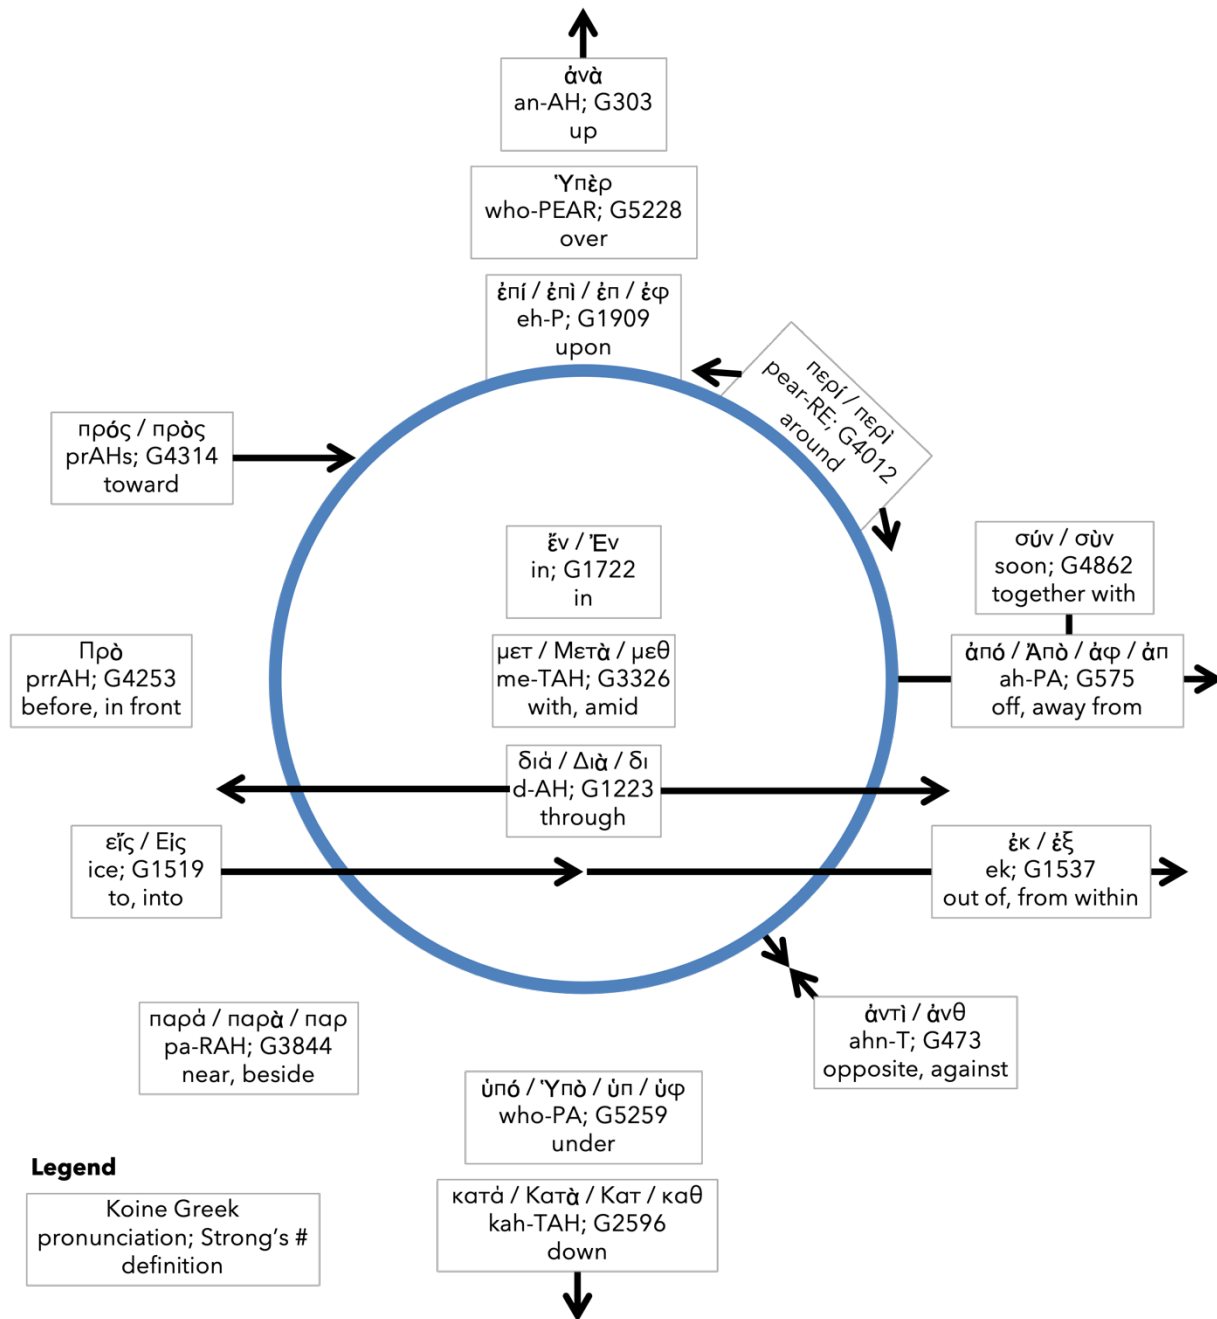 ἀνὰ
an-AH; G303
up
Ὑπὲρ
who-PEAR; G5228
over
ἐπί / ἐπὶ / ἐπ / ἐφ
eh-P; G1909
upon
περί / περὶ
pear-RE; G4012
around
πρός / πρὸς
prAHs; G4314
toward
ἔν / Ἐν
in; G1722
in
σύν / σὺν
soon; G4862
together with
Πρὸ
prrAH; G4253
before, in front
μετ / Μετὰ / μεθ
me-TAH; G3326
with, amid
ἀπό / Ἀπὸ / ἀφ / ἀπ
ah-PA; G575
off, away from
διά / Διὰ / δι
d-AH; G1223
through
εἴς / Εἰς
ice; G1519
to, into
ἐκ / ἐξ
ek; G1537
out of, from within
παρά / παρὰ / παρ
pa-RAH; G3844
near, beside
ἀντὶ / ἀνθ
ahn-T; G473
opposite, against
ὑπό / Ὑπὸ / ὑπ / ὑφ
who-PA; G5259
under
κατά / Κατὰ / Κατ / καθ
kah-TAH; G2596
down
Legend
Koine Greek
pronunciation; Strong's #
definition